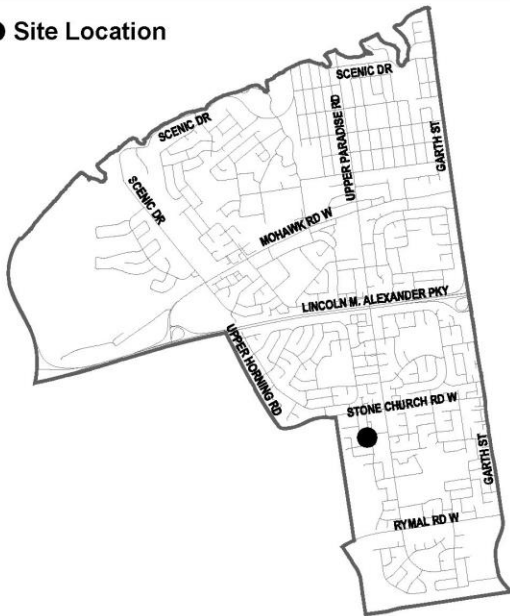 Site Location
SCENIC DR
SCENIC DR
SCENIC DR
UPPER PARADISE RD
GARTH ST
MOHAWK RD W
LINCOLN M. ALEXANDER PKY
UPPER HORNING RD
STONE CHURCH RD W
GARTH ST
RYMAL RD W